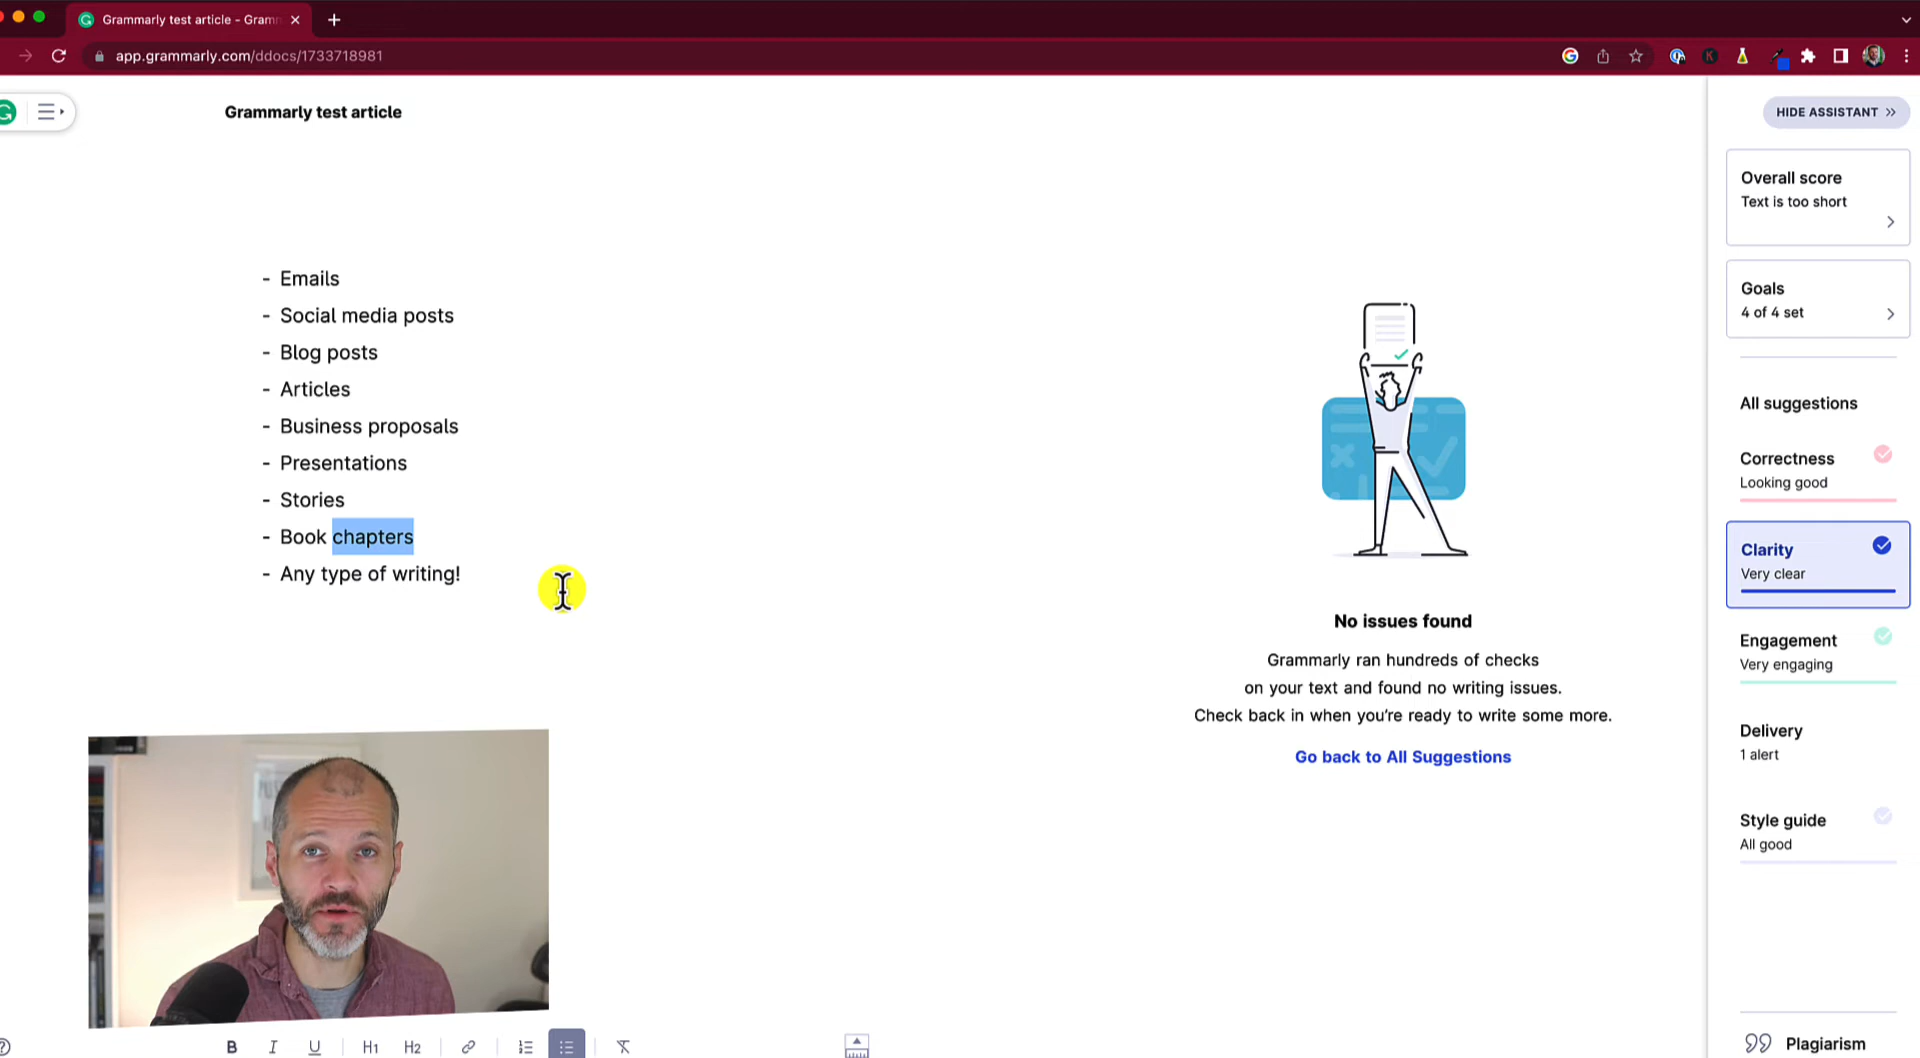 Grammarly test article - Gramm
app.grammarly.com/ddocs/1733718981
Grammarly test article
HIDE ASSISTANT
Overall score
Text is too short
Goals
4 of 4 set
All suggestions
Correctness
Looking good
Clarity
Very clear
Engagement
Very engaging
Delivery
1 alert
Style guide
All good
Plagiarism
- Emails
- Social media posts
- Blog posts
- Articles
- Business proposals
- Presentations
- Stories
- Book chapters
- Any type of writing!
No issues found
Grammarly ran hundreds of checks
on your text and found no writing issues.
Check back in when you're ready to write some more.
Go back to All Suggestions
B I U H1 H2